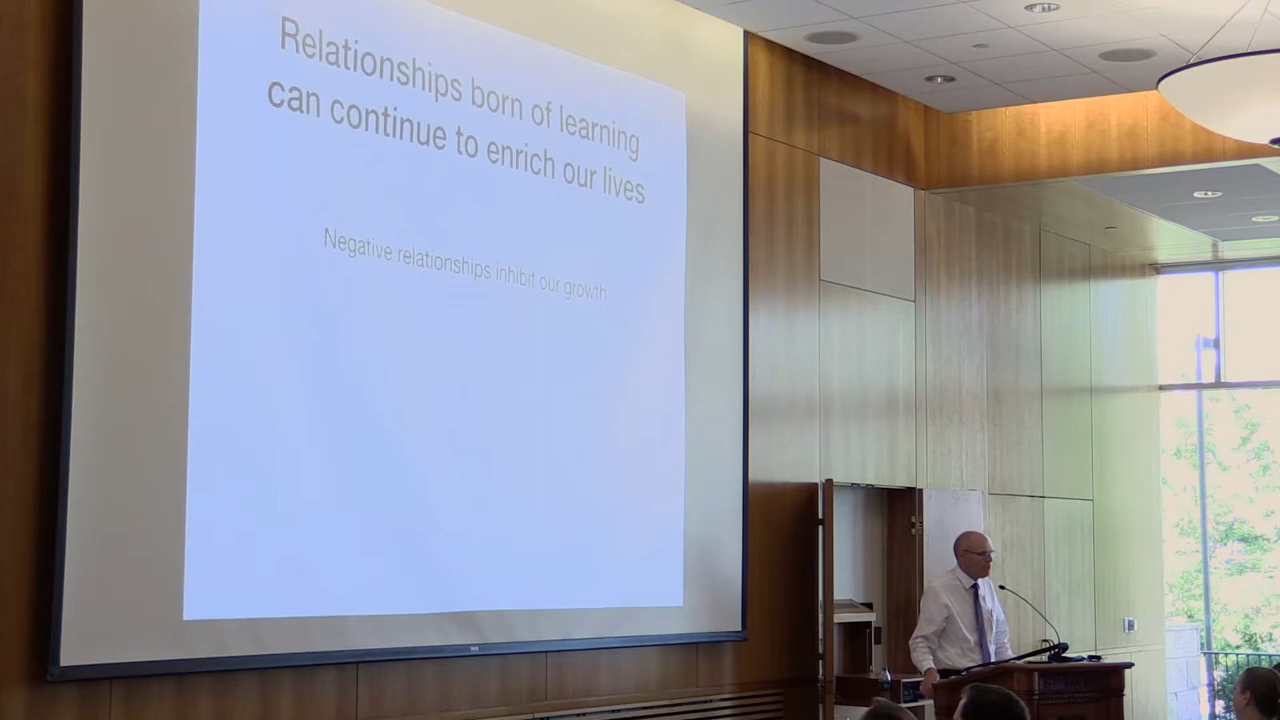 Relationships born of learning
can continue to enrich our lives
Negative relationships inhibit our growth